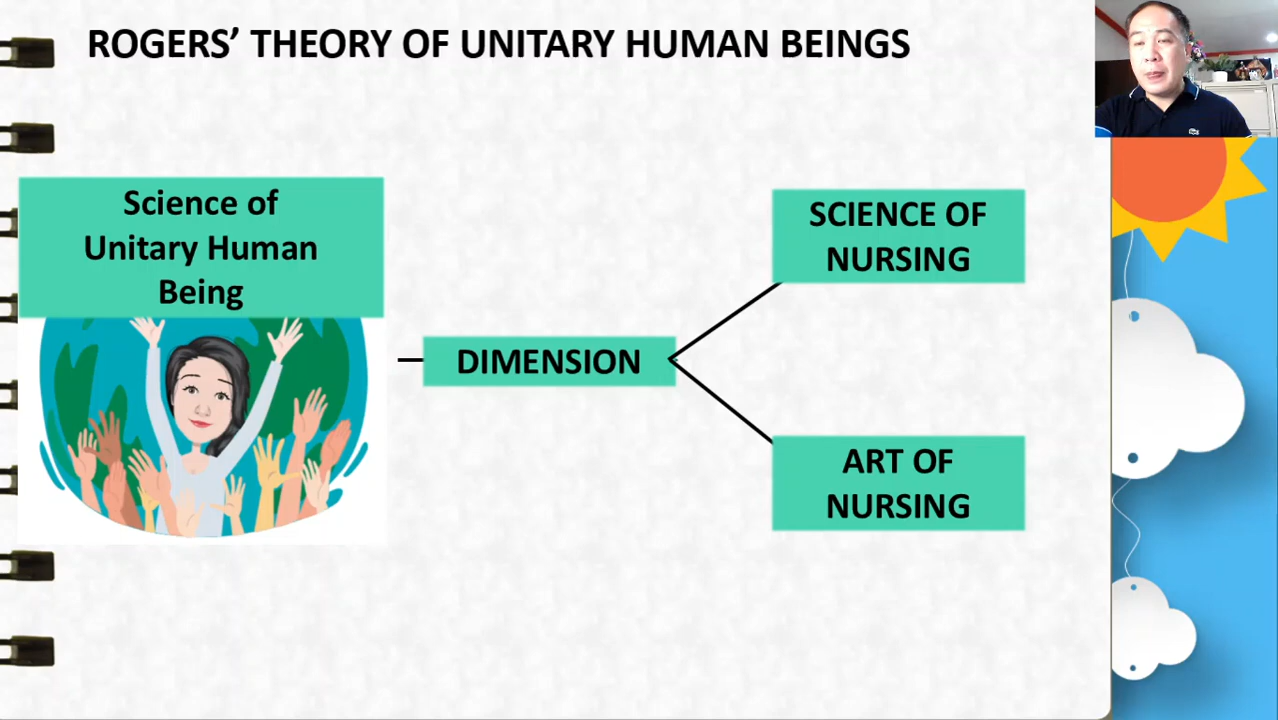 ROGERS’ THEORY OF UNITARY HUMAN BEINGS
Science of
Unitary Human
Being
DIMENSION
SCIENCE OF
NURSING
ART OF
NURSING